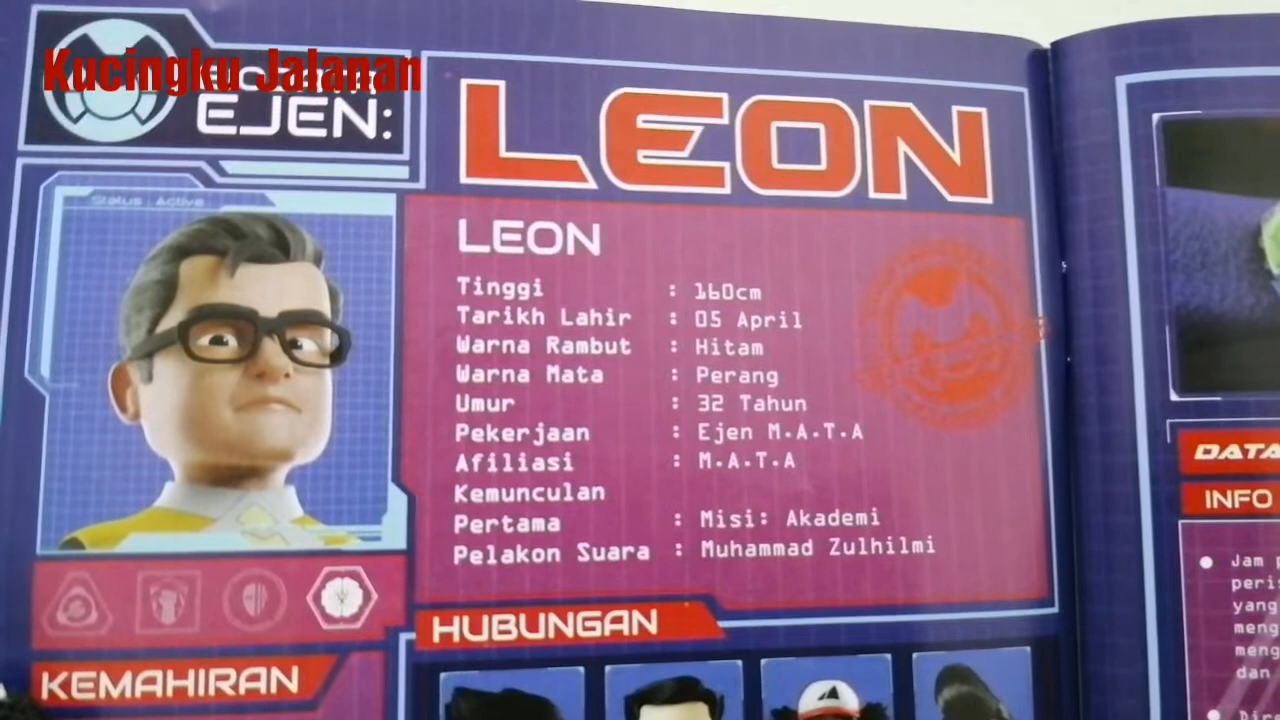 Kucingku Jalanan
EJEN:
LEON
Status : Active
LEON
Tinggi : 160cm
Tarikh Lahir : 05 April
Warna Rambut : Hitam
Warna Mata : Perang
Umur : 32 Tahun
Pekerjaan : Ejen M.A.T.A
Afiliasi : M.A.T.A
Kemunculan
Pertama : Misi: Akademi
Pelakon Suara : Muhammad Zulhilmi
HUBUNGAN
KEMAHIRAN
DATA
INFO
Jam
yang
dan